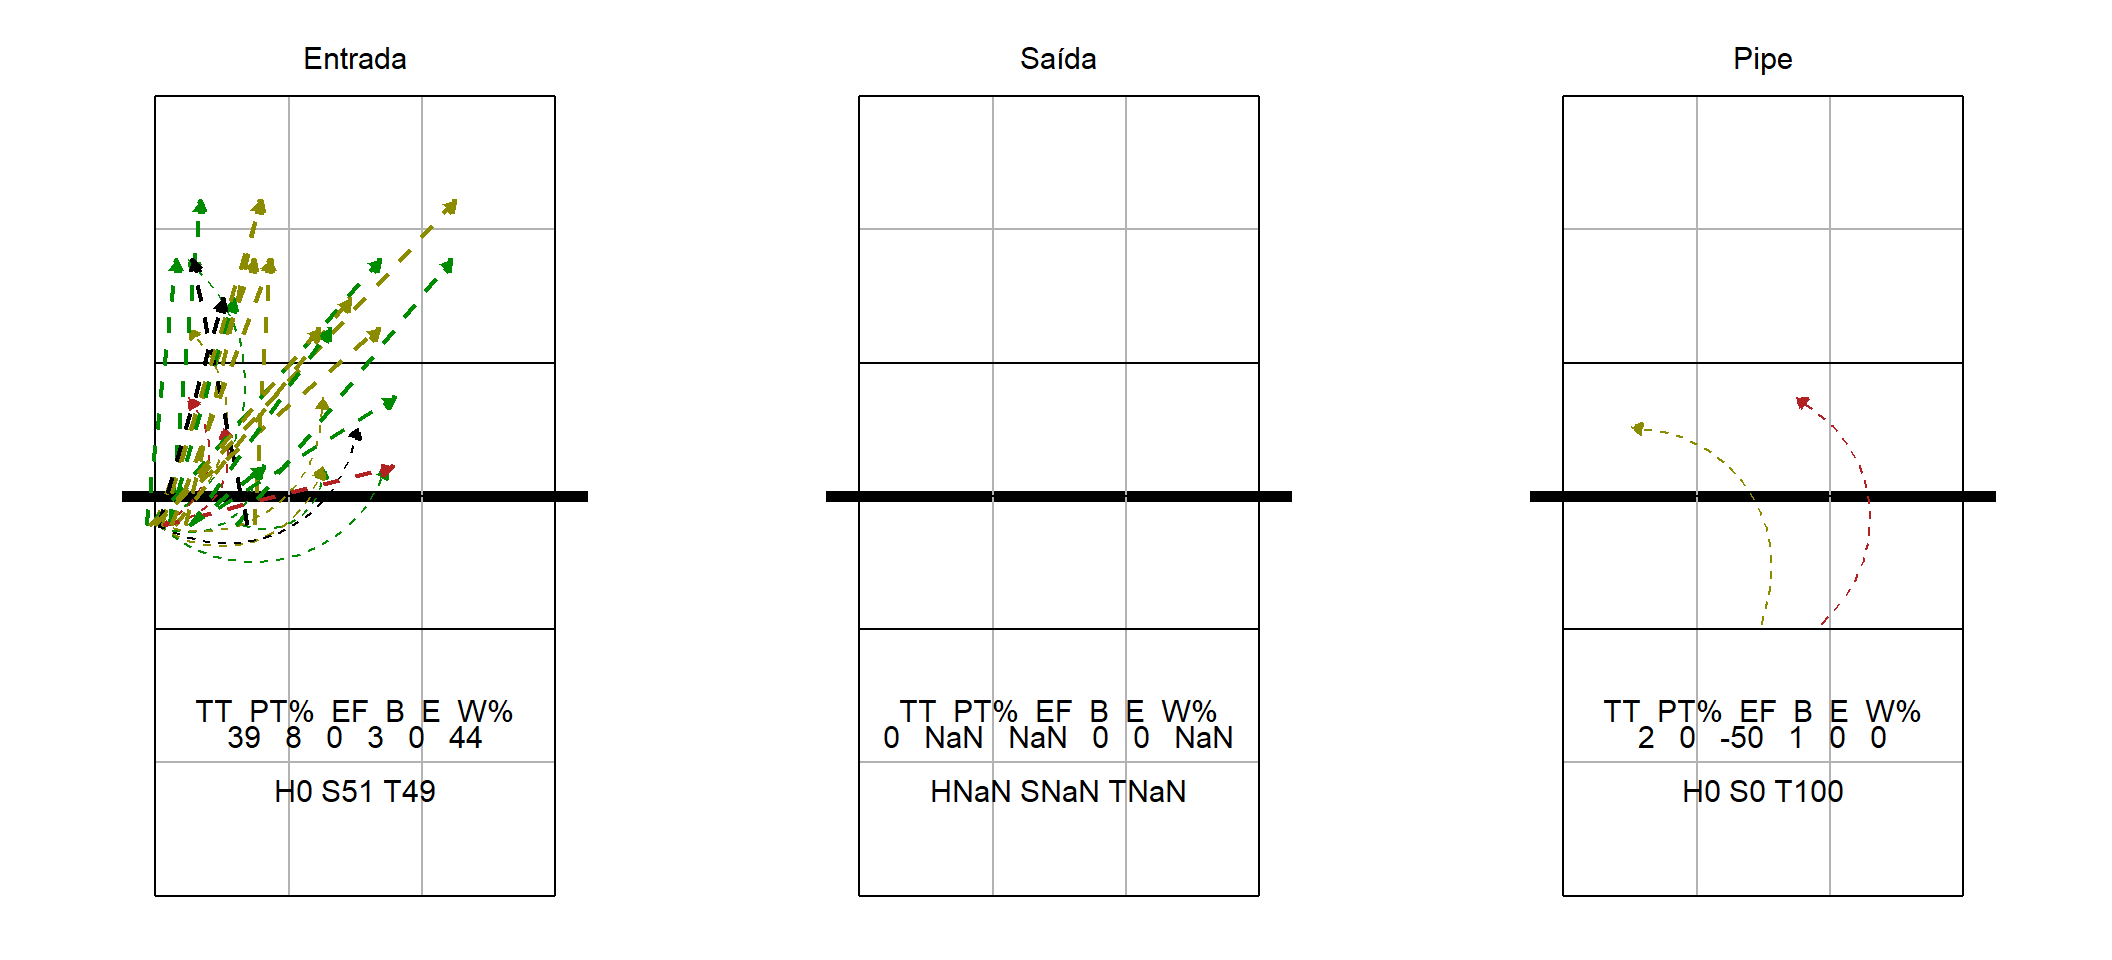 Entrada
TT PT% EF B E W%
39 8 0 3 0 44
H0 S51 T49
Saída
TT PT% EF B E W%
0 NaN NaN 0 0 NaN
HNaN SNaN TNaN
Pipe
TT PT% EF B E W%
2 0 -50 1 0 0
H0 S0 T100